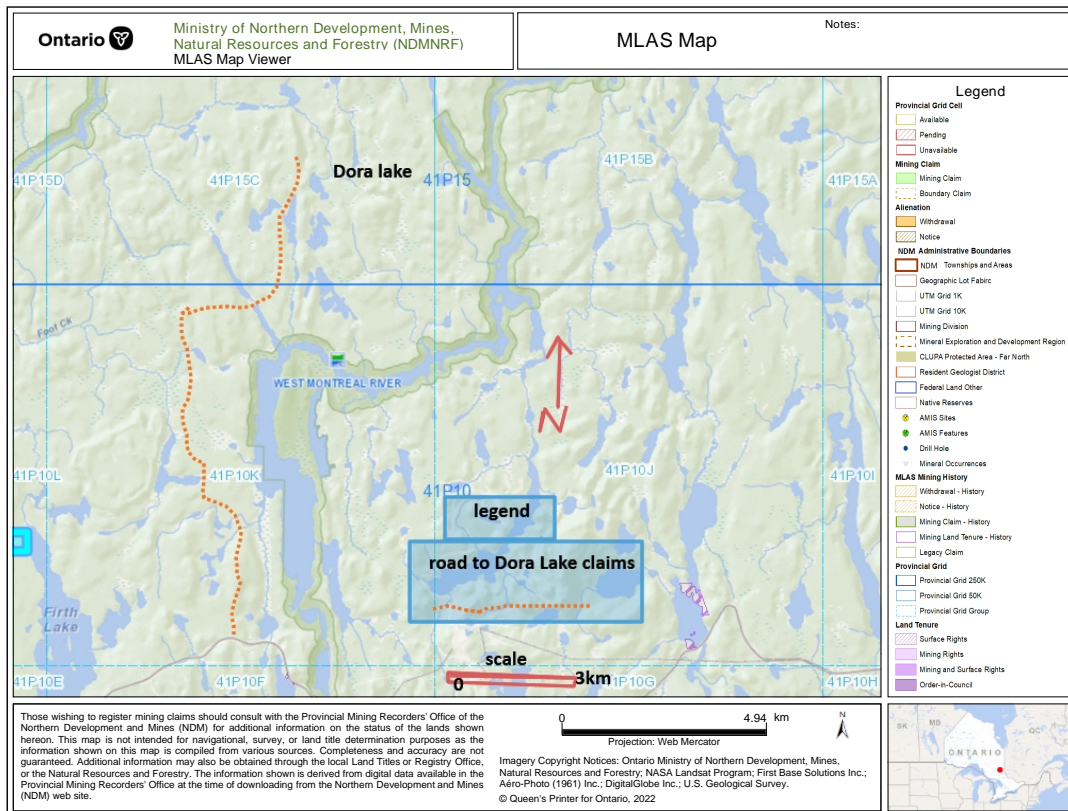 Ontario
Ministry of Northern Development, Mines,
Natural Resources and Forestry (NDMNRF)
MLAS Map Viewer
MLAS Map
Notes:
41P15D
41P15C
Dora lake
41P15
41P15B
41P15A
Foot Ck
WEST MONTREAL RIVER
41P10L
41P10K
41P10
41P10J
41P10I
legend
road to Dora Lake claims
Firth
Lake
scale
0
3km
41P10E
41P10F
41P10G
41P10H
N
Legend
Provincial Grid Cell
Available
Pending
Unavailable
Mining Claim
Mining Claim
Boundary Claim
Alienation
Withdrawal
Notice
NDM Administrative Boundaries
NDM Townships and Areas
Geographic Lot Fabirc
UTM Grid 1K
UTM Grid 10K
Mining Division
Mineral Exploration and Development Region
CLUPA Protected Area - Far North
Resident Geologist District
Federal Land Other
Native Reserves
AMIS Sites
AMIS Features
Drill Hole
Mineral Occurrences
MLAS Mining History
Withdrawal - History
Notice - History
Mining Claim - History
Mining Land Tenure - History
Legacy Claim
Provincial Grid
Provincial Grid 250K
Provincial Grid 50K
Provincial Grid Group
Land Tenure
Surface Rights
Mining Rights
Mining and Surface Rights
Order-in-Council
Those wishing to register mining claims should consult with the Provincial Mining Recorders' Office of the
Northern Development and Mines (NDM) for additional information on the status of the lands shown
hereon. This map is not intended for navigational, survey, or land title determination purposes as the
information shown on this map is compiled from various sources. Completeness and accuracy are not
guaranteed. Additional information may also be obtained through the local Land Titles or Registry Office,
or the Natural Resources and Forestry. The information shown is derived from digital data available in the
Provincial Mining Recorders' Office at the time of downloading from the Northern Development and Mines
(NDM) web site.
0
4.94 km
Projection: Web Mercator
N
Imagery Copyright Notices: Ontario Ministry of Northern Development, Mines,
Natural Resources and Forestry; NASA Landsat Program; First Base Solutions Inc.;
Aéro-Photo (1961) Inc.; DigitalGlobe Inc.; U.S. Geological Survey.
© Queen's Printer for Ontario, 2022
SK
MB
ONTARIO
QC